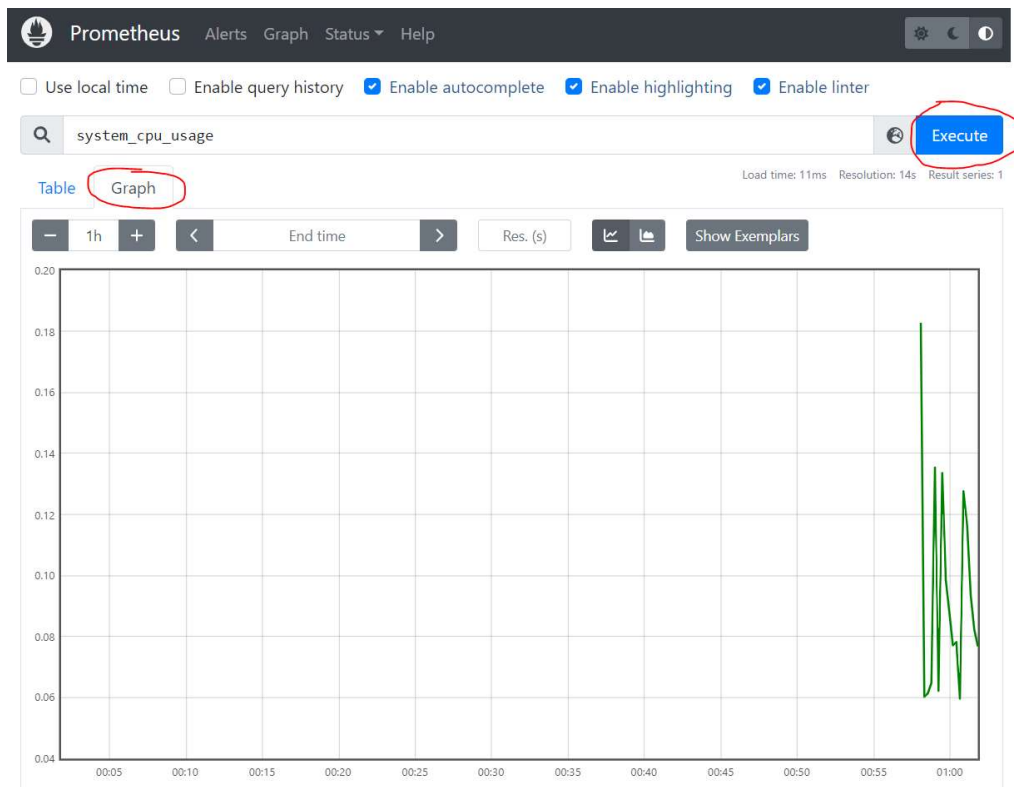 Prometheus Alerts Graph Status Help
Use local time Enable query history Enable autocomplete Enable highlighting Enable linter
system_cpu_usage Execute
Load time: 11ms Resolution: 14s Result series: 1
Table Graph
− 1h + End time Res. (s) Show Exemplars
0.20
0.18
0.16
0.14
0.12
0.10
0.08
0.06
0.04
00:05 00:10 00:15 00:20 00:25 00:30 00:35 00:40 00:45 00:50 00:55 01:00